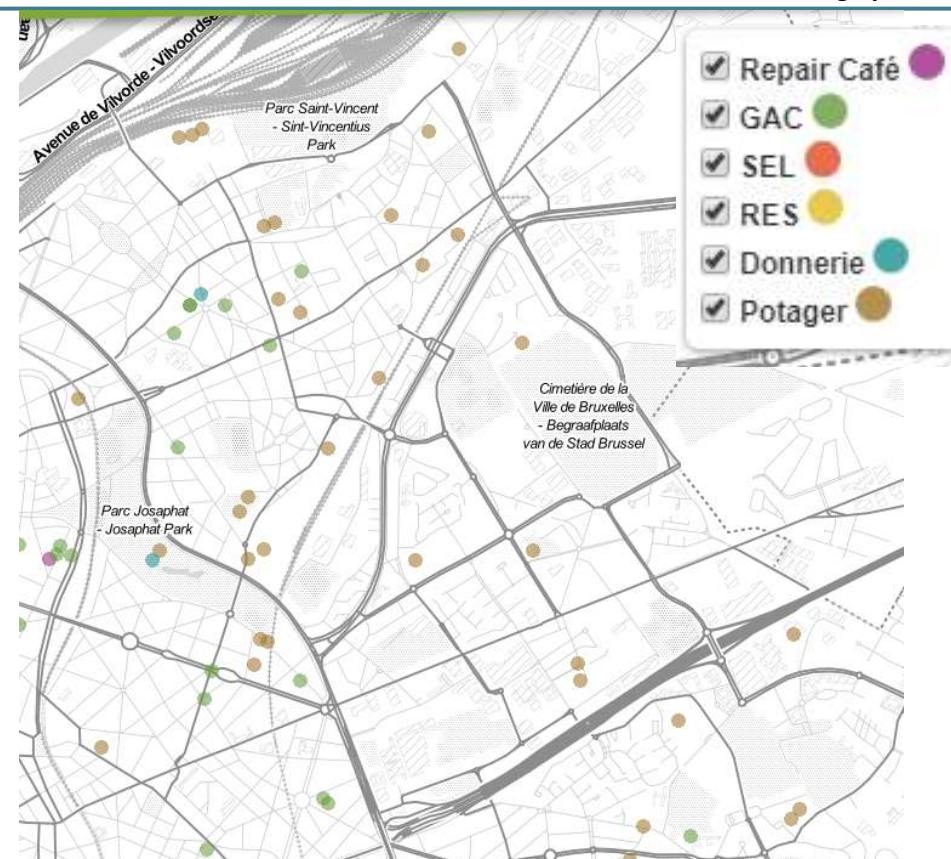 Avenue de Vilvorde - Vilvoordse
Parc Saint-Vincent
- Sint-Vincentius
Park
Repair Café
GAC
SEL
RES
Donnerie
Potager
Cimetière de la
Ville de Bruxelles
- Begraafplaats
van de Stad Brussel
Parc Josaphat
- Josaphat Park